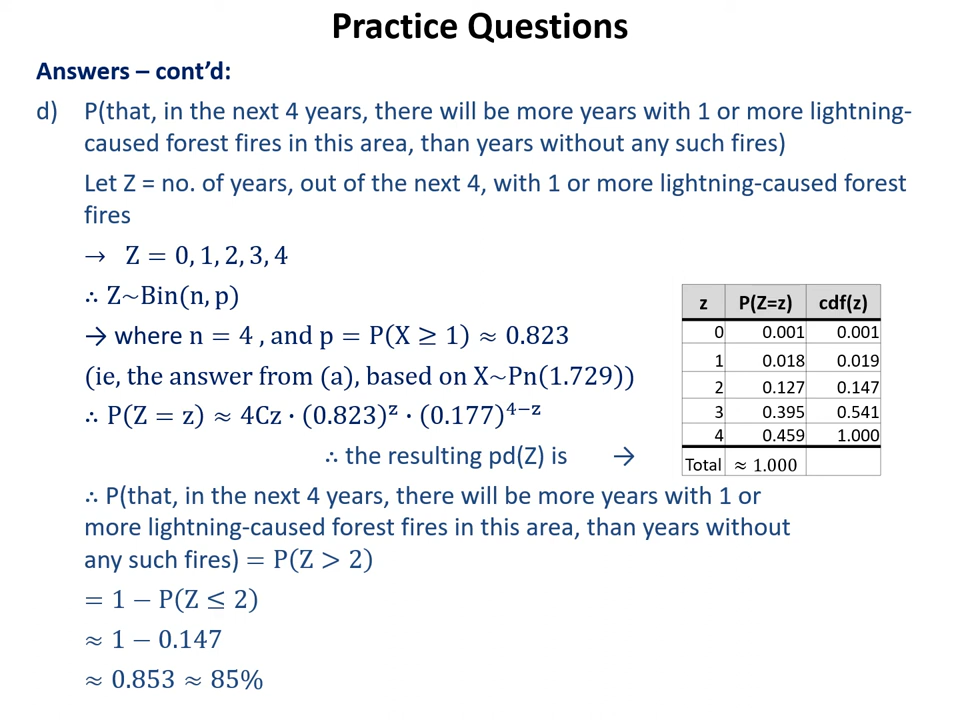 Practice Questions
Answers – cont'd:
d) P(that, in the next 4 years, there will be more years with 1 or more lightning-
caused forest fires in this area, than years without any such fires)
Let Z = no. of years, out of the next 4, with 1 or more lightning-caused forest
fires
→ Z = 0, 1, 2, 3, 4
∴ Z~Bin(n, p)
→ where n = 4 , and p = P(X ≥ 1) ≈ 0.823
(ie, the answer from (a), based on X~Pn(1.729))
∴ P(Z = z) ≈ 4Cz · (0.823)ᶻ · (0.177)⁴⁻ᶻ
∴ the resulting pd(Z) is →
z P(Z=z) cdf(z)
0 0.001 0.001
1 0.018 0.019
2 0.127 0.147
3 0.395 0.541
4 0.459 1.000
Total ≈ 1.000
∴ P(that, in the next 4 years, there will be more years with 1 or
more lightning-caused forest fires in this area, than years without
any such fires) = P(Z > 2)
= 1 − P(Z ≤ 2)
≈ 1 − 0.147
≈ 0.853 ≈ 85%